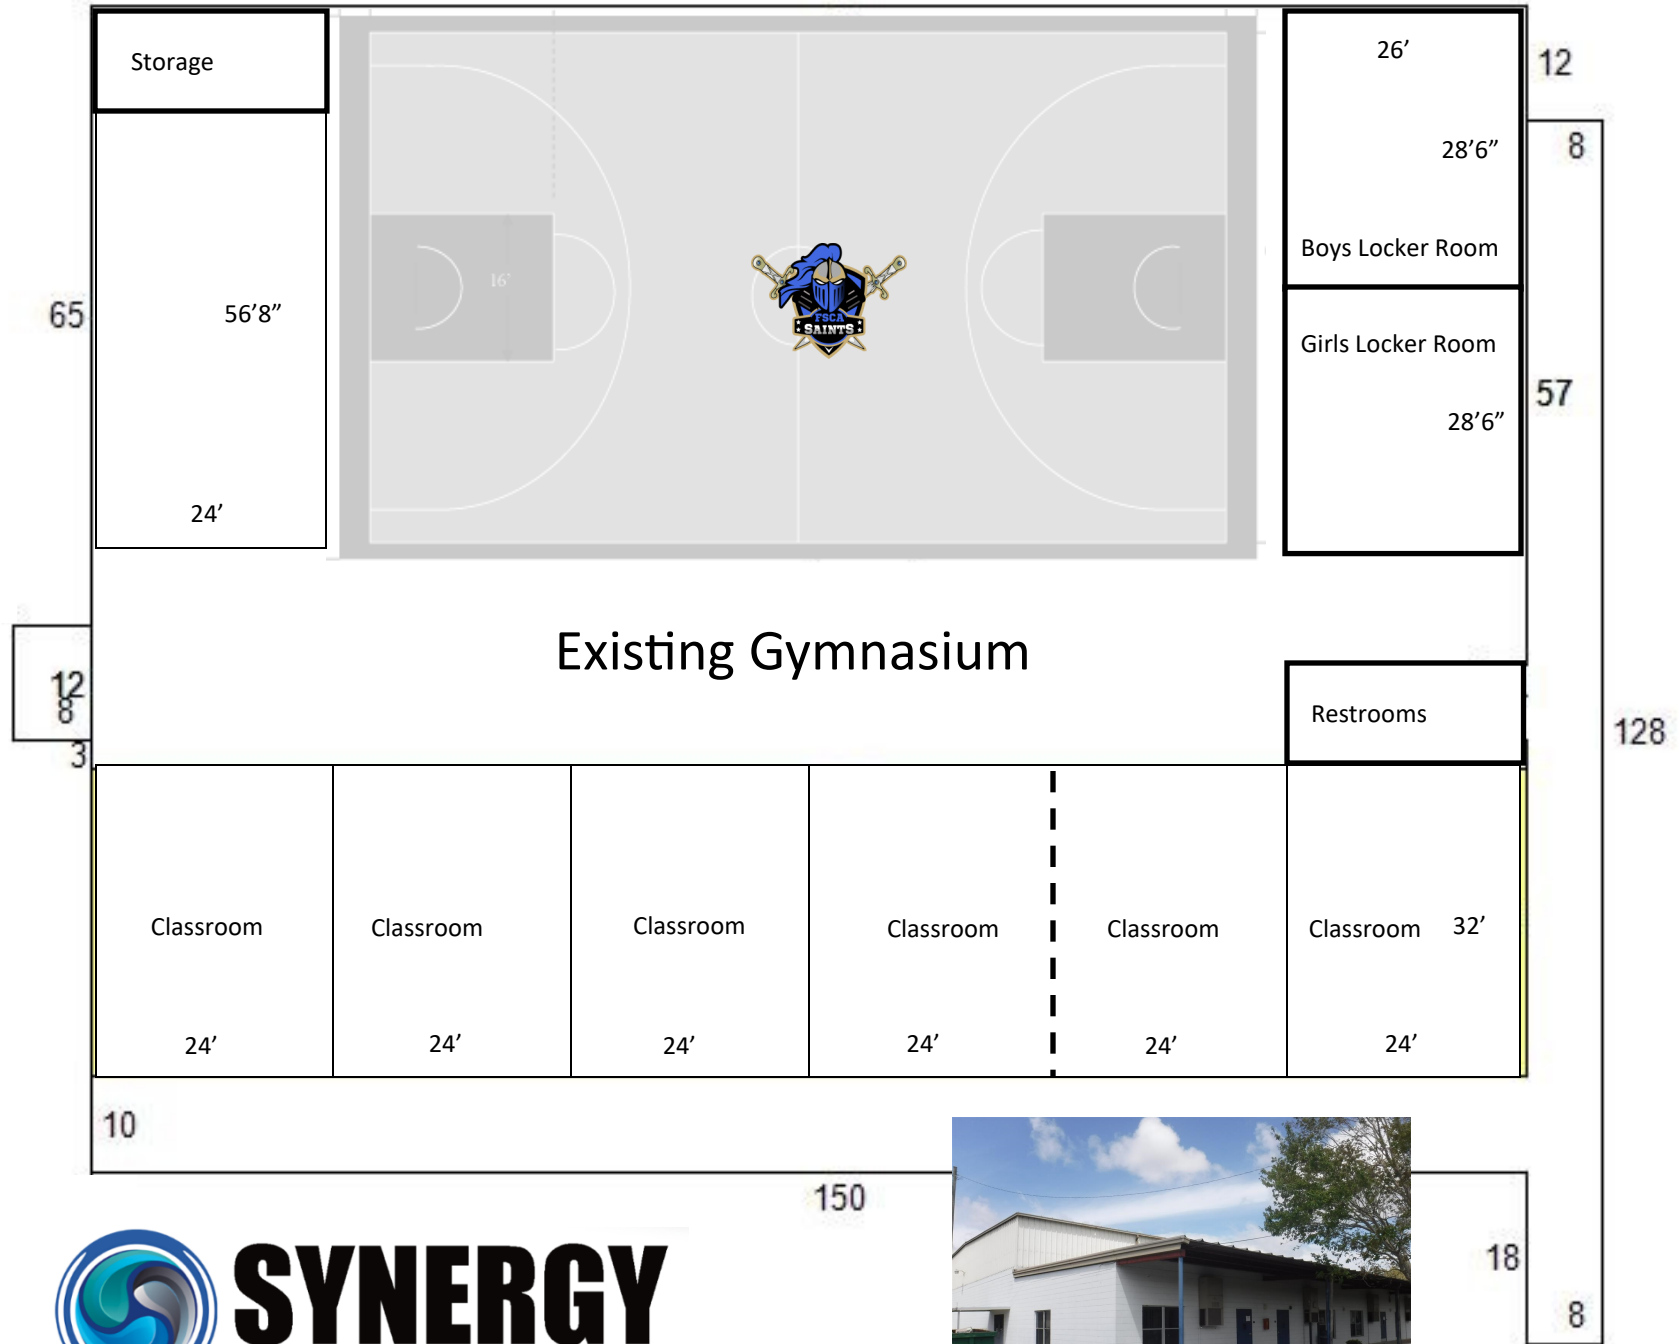 Storage
26’
12
8
28’6”
Boys Locker Room
16’
65
56’8”
FSCA
SAINTS
Girls Locker Room
57
28’6”
24’
Existing Gymnasium
12
8
3
Restrooms
128
Classroom
Classroom
Classroom
Classroom
Classroom
Classroom
32’
24’
24’
24’
24’
24’
24’
10
150
18
8
SYNERGY